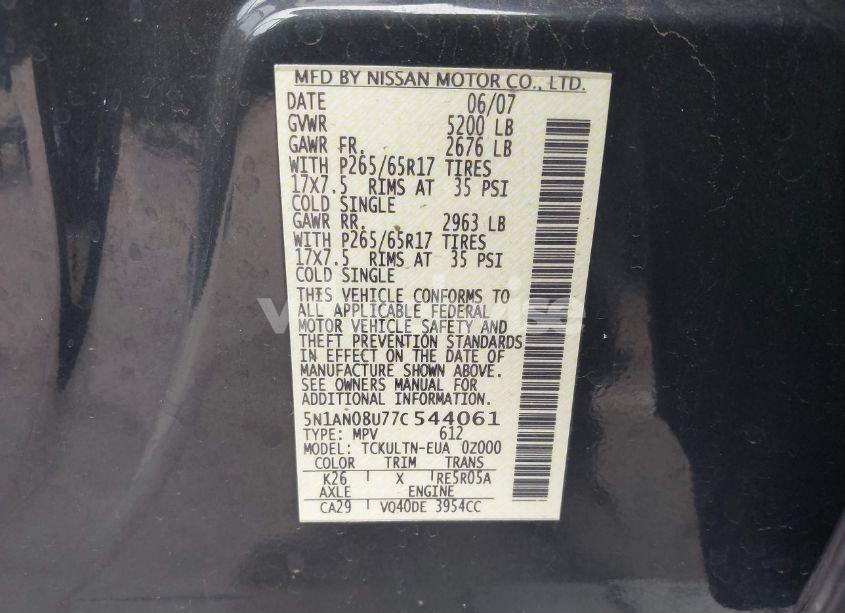 MFD BY NISSAN MOTOR CO., LTD.
DATE 06/07
GVWR 5200 LB
GAWR FR. 2676 LB
WITH P265/65R17 TIRES
17X7.5 RIMS AT 35 PSI
COLD SINGLE
GAWR RR. 2963 LB
WITH P265/65R17 TIRES
17X7.5 RIMS AT 35 PSI
COLD SINGLE
THIS VEHICLE CONFORMS TO
ALL APPLICABLE FEDERAL
MOTOR VEHICLE SAFETY AND
THEFT PREVENTION STANDARDS
IN EFFECT ON THE DATE OF
MANUFACTURE SHOWN ABOVE.
SEE OWNERS MANUAL FOR
ADDITIONAL INFORMATION.
5N1AN08U77C544061
TYPE: MPV 612
MODEL: TCKULTN-EUA 0Z000
COLOR TRIM TRANS
K26 X RE5R05A
AXLE ENGINE
CA29 VQ40DE 3954CC